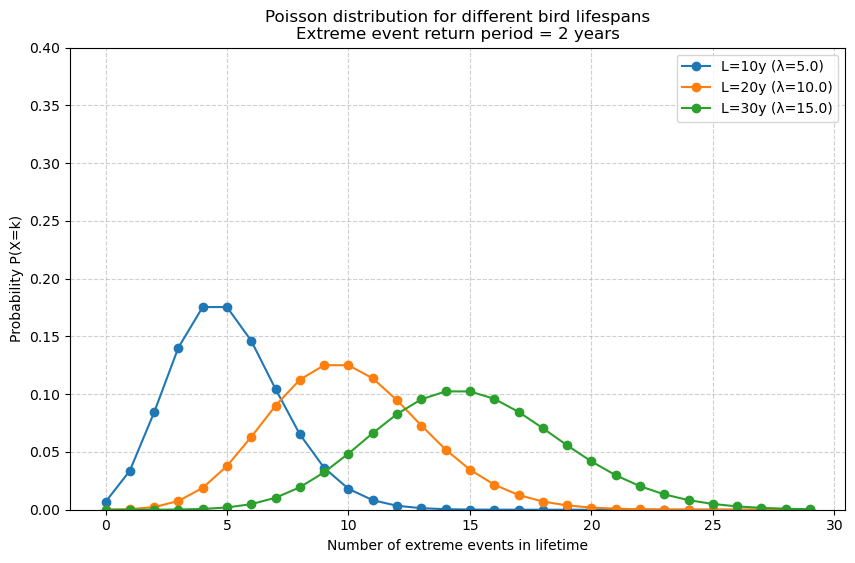 Poisson distribution for different bird lifespans
Extreme event return period = 2 years
L=10y (λ=5.0)
L=20y (λ=10.0)
L=30y (λ=15.0)
Probability P(X=k)
0.40
0.35
0.30
0.25
0.20
0.15
0.10
0.05
0.00
0 5 10 15 20 25 30
Number of extreme events in lifetime